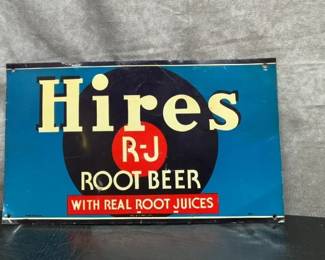 Hires
R-J
ROOT BEER
WITH REAL ROOT JUICES